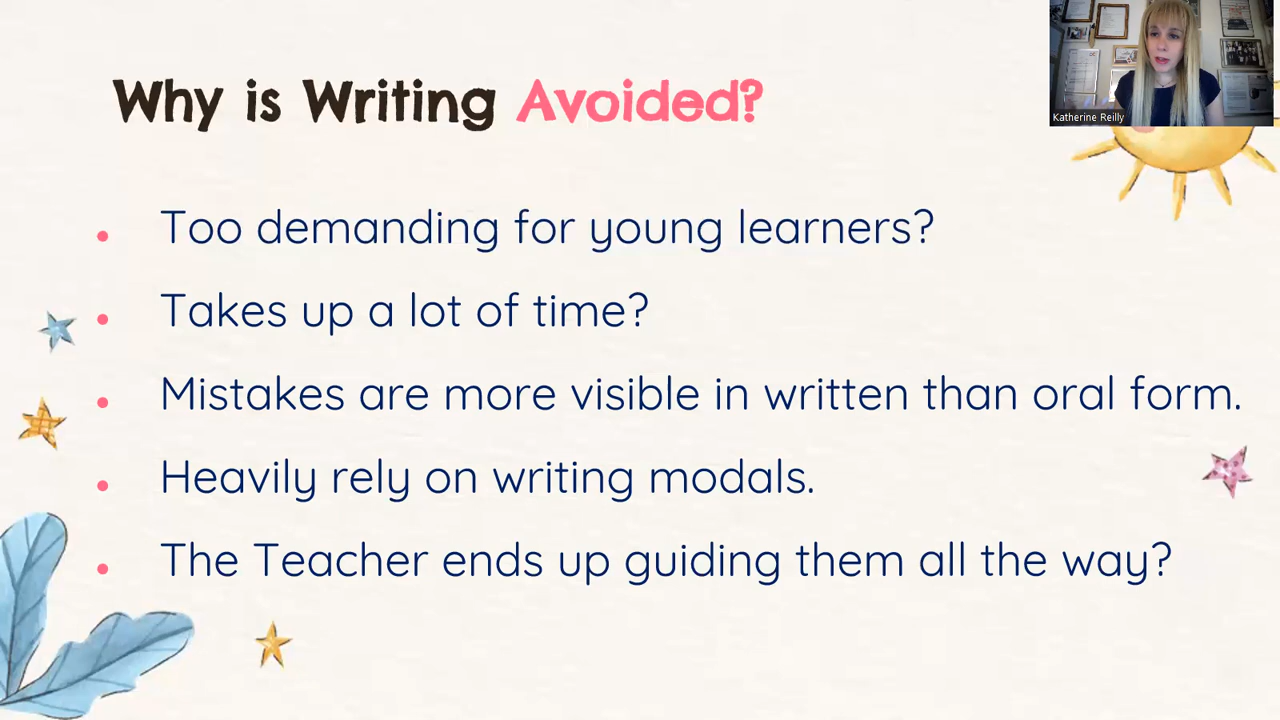 Why is Writing Avoided?
Katherine Reilly
Too demanding for young learners?
Takes up a lot of time?
Mistakes are more visible in written than oral form.
Heavily rely on writing modals.
The Teacher ends up guiding them all the way?